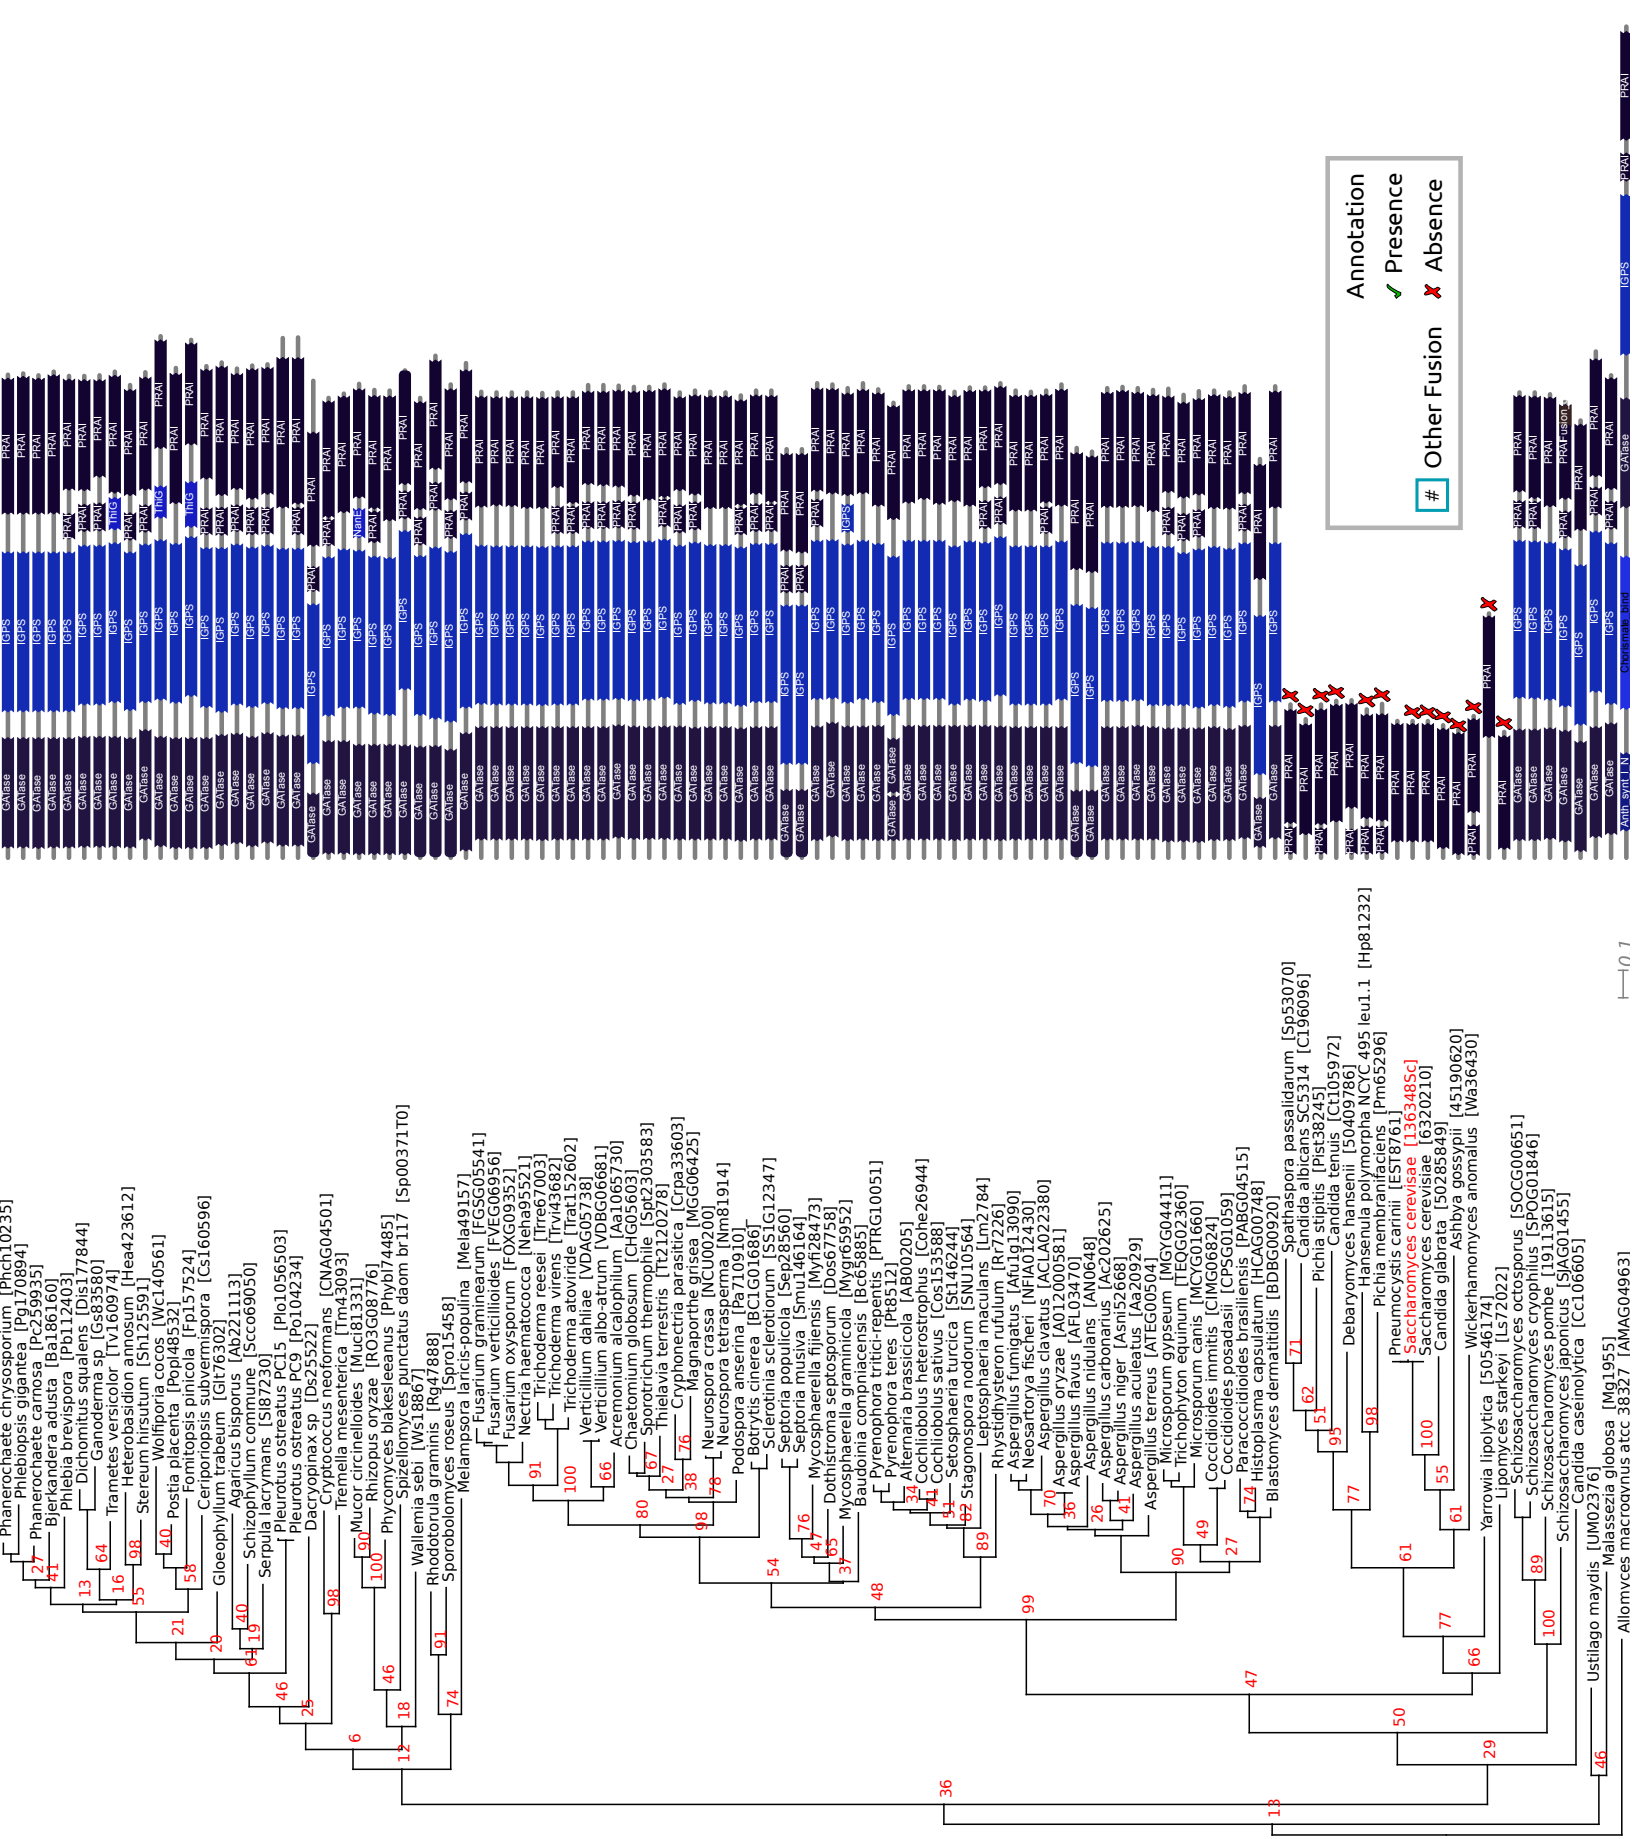 Phanerochaete chrysosporium [Phch10235]
Phlebiopsis gigantea [Pg170894]
Phanerochaete carnosa [Pc259935]
Bjerkandera adusta [Ba186160]
Phlebia brevispora [Pb112403]
Dichomitus squalens [Dis177844]
Ganoderma sp [Gs83580]
Trametes versicolor [Tv160974]
Heterobasidion annosum [Hea423612]
Stereum hirsutum [Sh125591]
Wolfiporia coccos [Wc140561]
Postia placenta [Popl48532]
Fomitopsis pinicola [Fp157524]
Ceriporiopsis subvermispora [Cs160596]
Gloeophyllum trabeum [Glt76302]
Agaricus bisporus [Ab221113]
Schizophyllum commune [Scco69050]
Serpula lacrymans [Sl87230]
Pleurotus ostreatus PC15 [Plo1056503]
Pleurotus ostreatus PC9 [Po104234]
Dacryopinax sp [Ds25522]
Cryptococcus neoformans [CNAG04501]
Tremella mesenterica [Tm43093]
Mucor circinelloides [Muci81331]
Rhizopus oryzae [RO3G08776]
Phycomyces blakesleeanus [Phybl74485]
Spizellomyces punctatus daom br117 [Sp00371T0]
Wallemia sebi [Ws18867]
Rhodotorula graminis [Rg47888]
Sporobolomyces roseus [Spro15458]
Melampsora laricis-populina [Mela49157]
Fusarium graminearum [FGSG05541]
Fusarium verticillioides [FVEG06956]
Fusarium oxysporum [FOXG09352]
Nectria haematococca [Neha95521]
Trichoderma reesei [Trre67003]
Trichoderma virens [Trvi43682]
Trichoderma atoviride [Trat152602]
Verticillium dahliae [VDAG05738]
Verticillium albo-atrum [VDBG06681]
Acremonium alcalophilum [Aa1065730]
Chaetomium globosum [CHG05603]
Sporotrichum thermophile [Spt2303583]
Thielavia terrestris [Tt2120278]
Cryphonectria parasitica [Crpa33603]
Magnaporthe grisea [MGG06425]
Neurospora crassa [NCU00200]
Neurospora tetrasperma [Nm81914]
Podospora anserina [Pa710910]
Botrytis cinerea [BC1G01686]
Sclerotinia sclerotiorum [SS1G12347]
Septoria populicola [Sep28560]
Septoria musiva [Smu146164]
Mycosphaerella fijiensis [Myfi28473]
Dothistroma septosporum [Dos67758]
Mycosphaerella graminicola [Mygr65952]
Baudoinia compniacensis [Bc65885]
Pyrenophora tritici-repentis [PTRG10051]
Pyrenophora teres [Pt8512]
Alternaria brassicicola [AB00205]
Cochliobolus heterostrophus [Cohe26944]
Cochliobolus sativus [Cos153588]
Setosphaeria turcica [St146244]
Stagonospora nodorum [SNU10564]
Leptosphaeria maculans [Lm2784]
Rhystidhysteron rufulum [Rr7226]
Aspergillus fumigatus [Afu1g13090]
Neosartorya fischeri [NFIA012430]
Aspergillus clavatus [ACLA022380]
Aspergillus oryzae [A0120005​81]
Aspergillus flavus [AFL03470]
Aspergillus nidulans [AN0648]
Aspergillus carbonarius [Ac202625]
Aspergillus niger [Asni52668]
Aspergillus aculeatus [Aa2029]
Aspergillus terreus [ATEG00504]
Microsporum gypseum [MGYG04411]
Trichophyton equinum [TEQG02360]
Microsporum canis [MCYG01660]
Coccidioides immitis [CIMG06824]
Coccidioides posadasii [CPSG01059]
Paracoccidioides brasiliensis [PABG04515]
Histoplasma capsulatum [HCAG00748]
Blastomyces dermatitidis [BDBG00920]
Spathaspora passalidarum [Sp53070]
Candida albicans SC5314 [C196096]
Pichia stipitis [Pist38245]
Candida tenuis [Ct105972]
Debaryomyces hansenii [50409786]
Hansenula polymorpha NCYC 495 leu1.1 [Hp81232]
Pichia membranifaciens [Pm65296]
Pneumocystis carinii [EST8761]
Saccharomyces cerevisae [136348Sc]
Saccharomyces cerevisiae [6320210]
Candida glabrata [50285849]
Ashbya gossypii [45190620]
Wickerhamomyces anomalus [Wa36430]
Yarrowia lipolytica [50546174]
Lipomyces starkeyi [Ls72022]
Schizosaccharomyces octosporus [SOCG00651]
Schizosaccharomyces cryophilus [SPOG01846]
Schizosaccharomyces pombe [19113615]
Schizosaccharomyces japonicus [SJAG01455]
Candida caseinolytica [Cc106605]
Ustilago maydis [UM02376]
Malassezia globosa [Mg1955]
Allomyces macrogynus atcc 38327 [AMAG04963]
Annotation
# Other Fusion
Presence
Absence
GATase
IGPS
PRAI
ThiG
NanE
Fusion
Anth_synt_I_N
Chorismate_bind
0.1